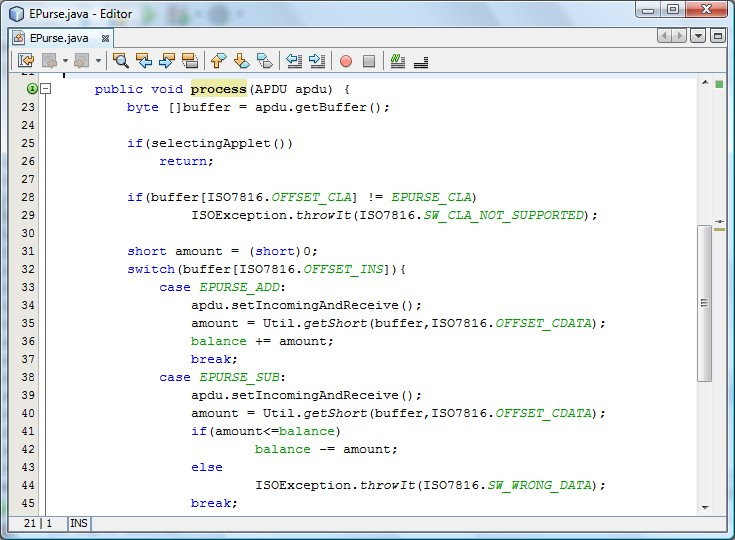 EPurse.java - Editor
EPurse.java
public void process(APDU apdu) {
23 byte []buffer = apdu.getBuffer();
24
25 if(selectingApplet())
26 return;
27
28 if(buffer[ISO7816.OFFSET_CLA] != EPURSE_CLA)
29 ISOException.throwIt(ISO7816.SW_CLA_NOT_SUPPORTED);
30
31 short amount = (short)0;
32 switch(buffer[ISO7816.OFFSET_INS]){
33 case EPURSE_ADD:
34 apdu.setIncomingAndReceive();
35 amount = Util.getShort(buffer,ISO7816.OFFSET_CDATA);
36 balance += amount;
37 break;
38 case EPURSE_SUB:
39 apdu.setIncomingAndReceive();
40 amount = Util.getShort(buffer,ISO7816.OFFSET_CDATA);
41 if(amount<=balance)
42 balance -= amount;
43 else
44 ISOException.throwIt(ISO7816.SW_WRONG_DATA);
45 break;
21 | 1 INS